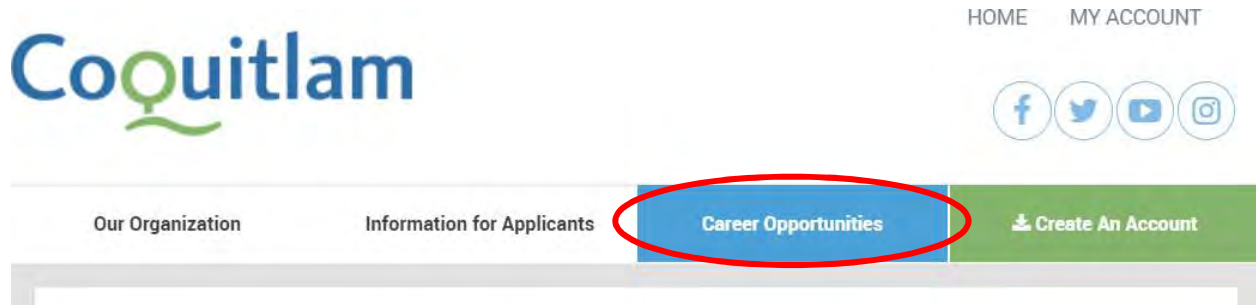 HOME MY ACCOUNT
Coquitlam
Our Organization Information for Applicants Career Opportunities Create An Account